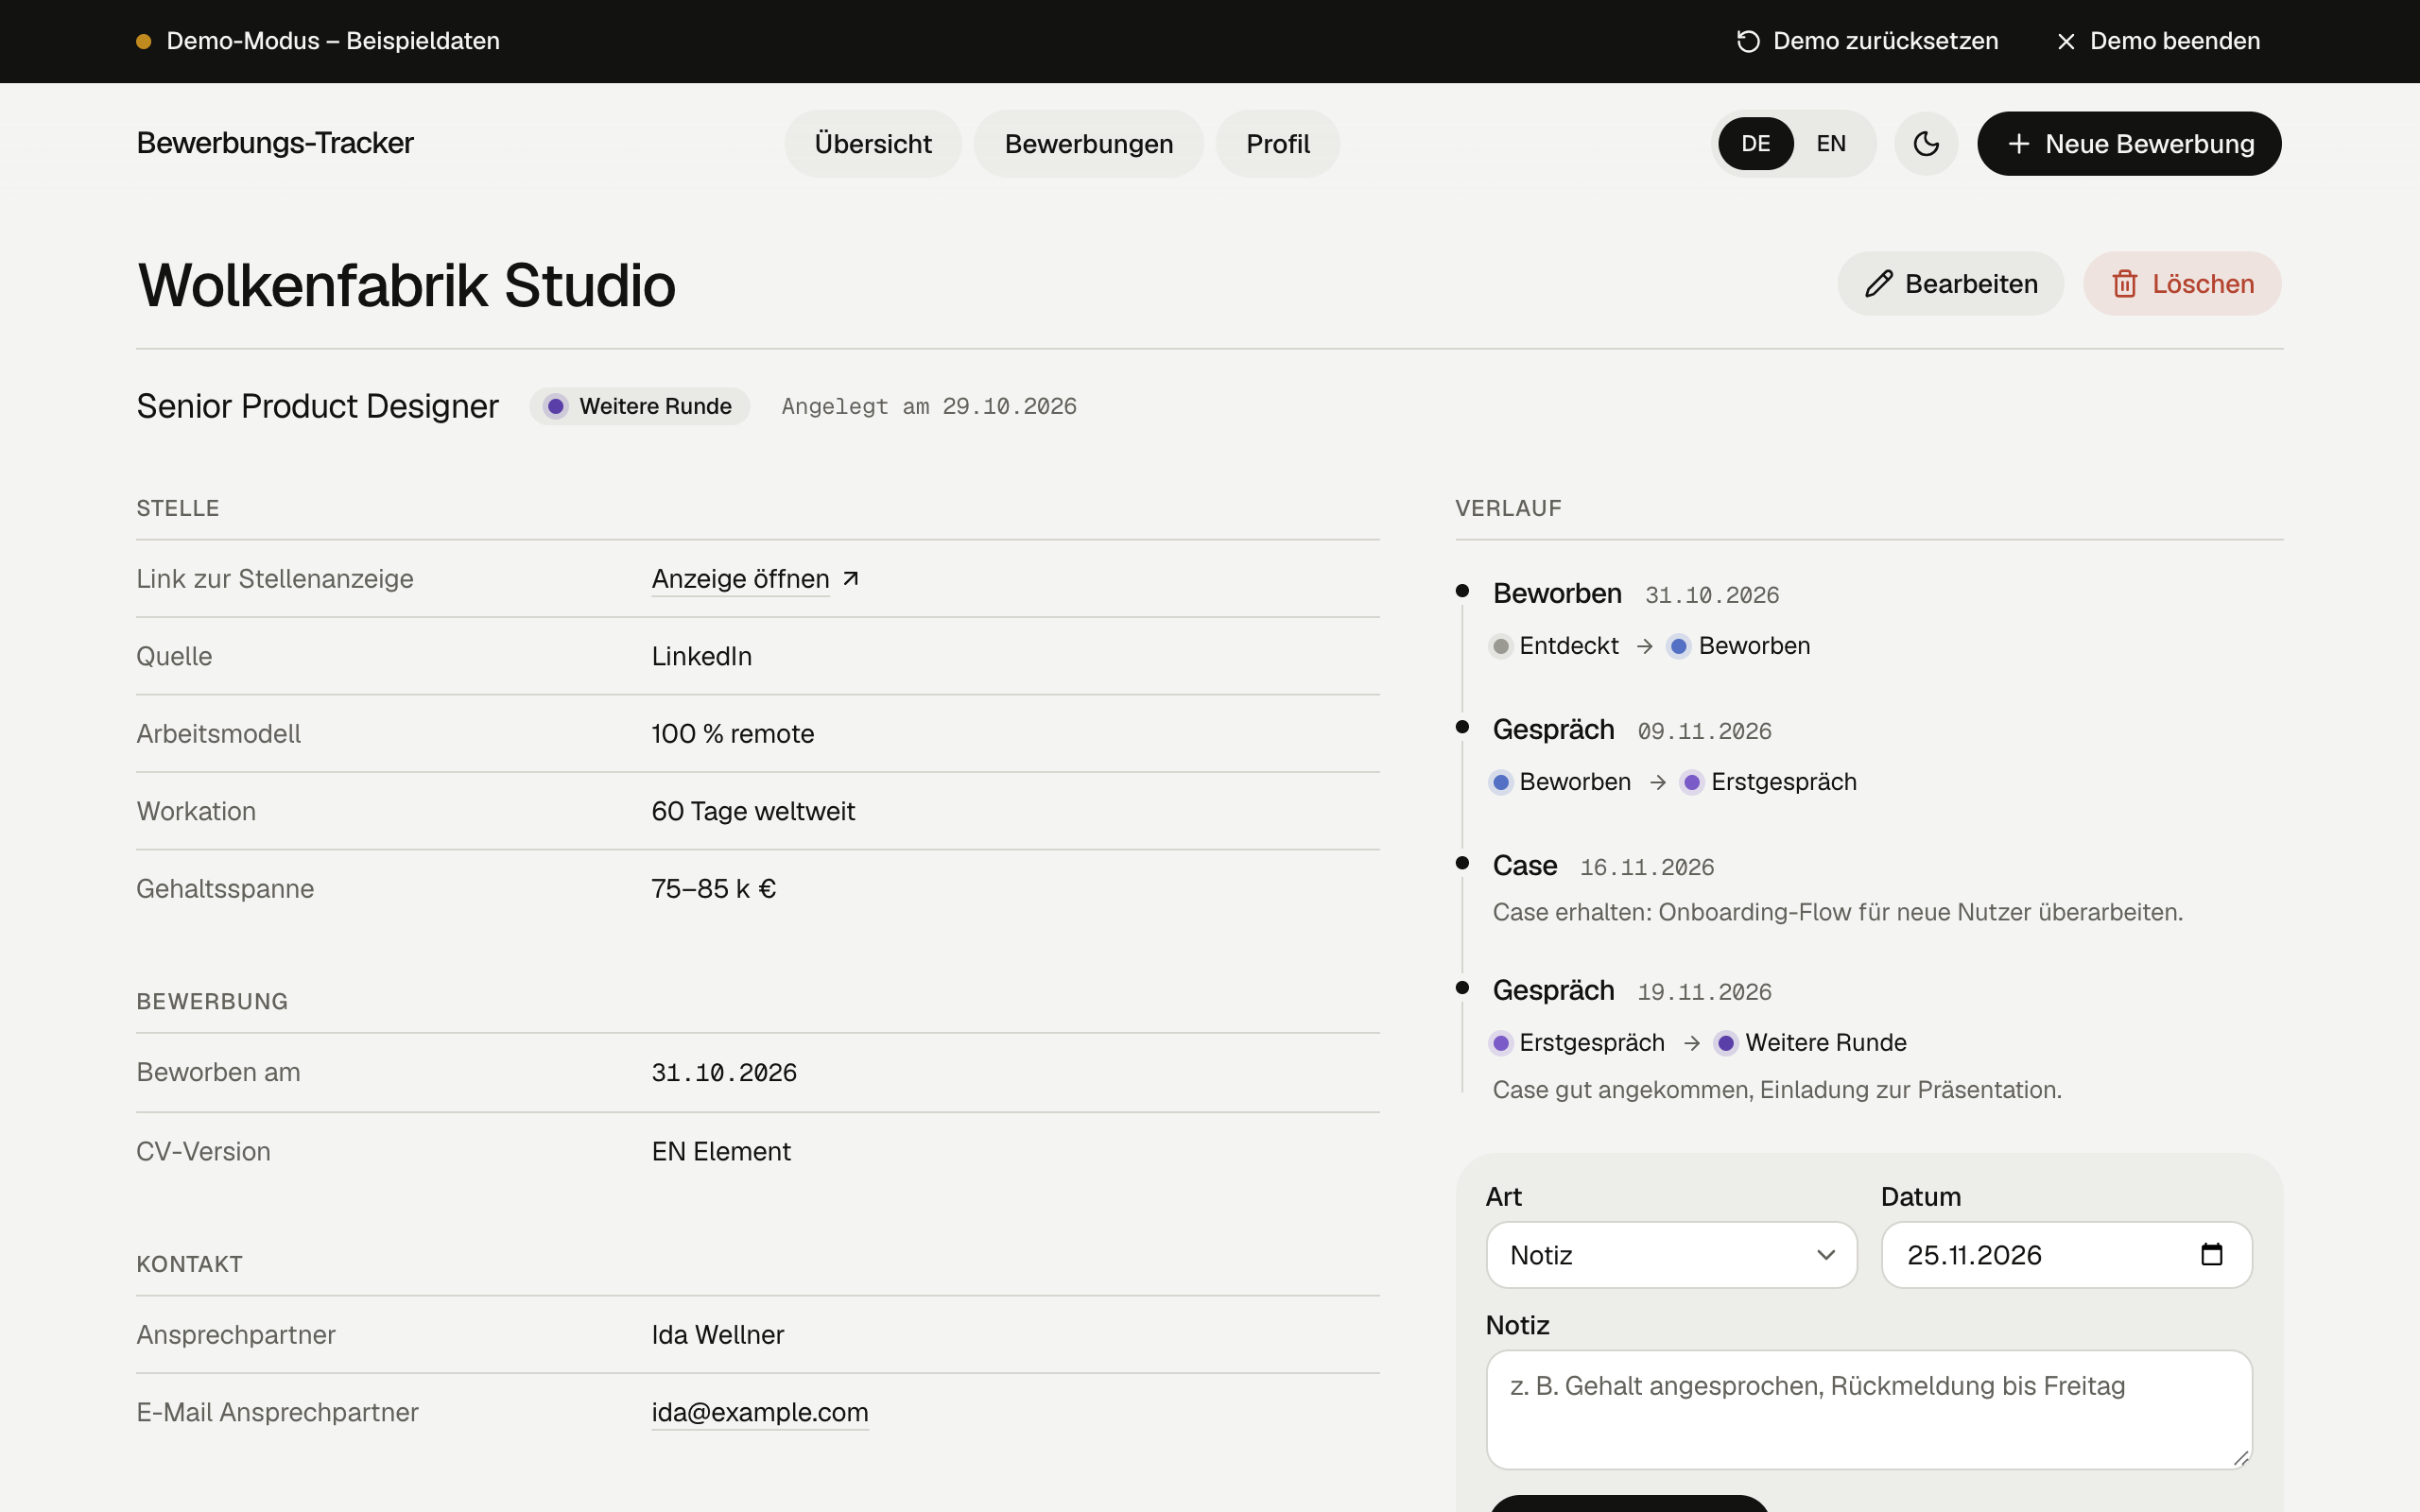 Demo-Modus – Beispieldaten
Demo zurücksetzen
Demo beenden
Bewerbungs-Tracker
Übersicht
Bewerbungen
Profil
DE
EN
Neue Bewerbung
Wolkenfabrik Studio
Bearbeiten
Löschen
Senior Product Designer
Weitere Runde
Angelegt am 29.10.2026
STELLE
Link zur Stellenanzeige
Anzeige öffnen
Quelle
LinkedIn
Arbeitsmodell
100 % remote
Workation
60 Tage weltweit
Gehaltsspanne
75–85 k €
BEWERBUNG
Beworben am
31.10.2026
CV-Version
EN Element
KONTAKT
Ansprechpartner
Ida Wellner
E-Mail Ansprechpartner
ida@example.com
VERLAUF
Beworben 31.10.2026
Entdeckt → Beworben
Gespräch 09.11.2026
Beworben → Erstgespräch
Case 16.11.2026
Case erhalten: Onboarding-Flow für neue Nutzer überarbeiten.
Gespräch 19.11.2026
Erstgespräch → Weitere Runde
Case gut angekommen, Einladung zur Präsentation.
Art
Datum
Notiz
25.11.2026
Notiz
z. B. Gehalt angesprochen, Rückmeldung bis Freitag